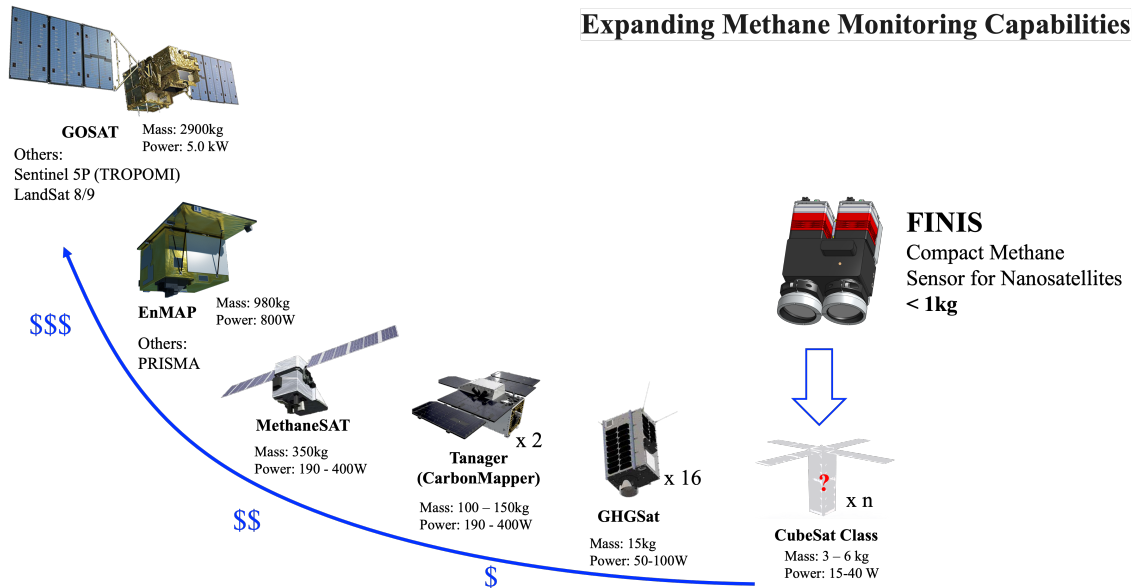 Expanding Methane Monitoring Capabilities
GOSAT
Mass: 2900kg
Power: 5.0 kW
Others:
Sentinel 5P (TROPOMI)
LandSat 8/9
EnMAP
Mass: 980kg
Power: 800W
Others:
PRISMA
$$$
MethaneSAT
Mass: 350kg
Power: 190 - 400W
$$
x 2
Tanager
(CarbonMapper)
Mass: 100 – 150kg
Power: 190 - 400W
$
x 16
GHGSat
Mass: 15kg
Power: 50-100W
FINIS
Compact Methane
Sensor for Nanosatellites
< 1kg
?
x n
CubeSat Class
Mass: 3 – 6 kg
Power: 15-40 W